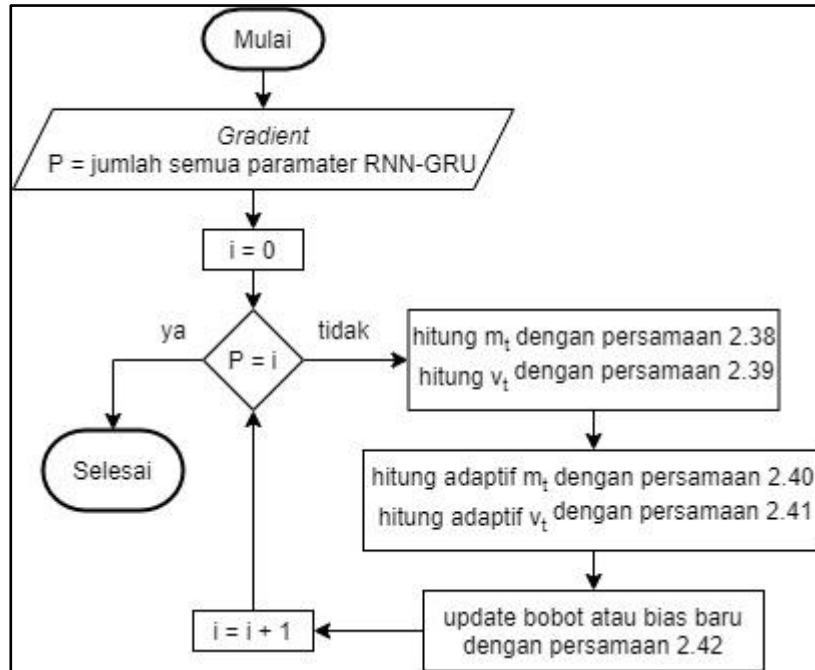 Mulai
Gradient
P = jumlah semua paramater RNN-GRU
i = 0
ya
tidak
P = i
hitung mt dengan persamaan 2.38
hitung vt dengan persamaan 2.39
Selesai
hitung adaptif mt dengan persamaan 2.40
hitung adaptif vt dengan persamaan 2.41
update bobot atau bias baru
dengan persamaan 2.42
i = i + 1